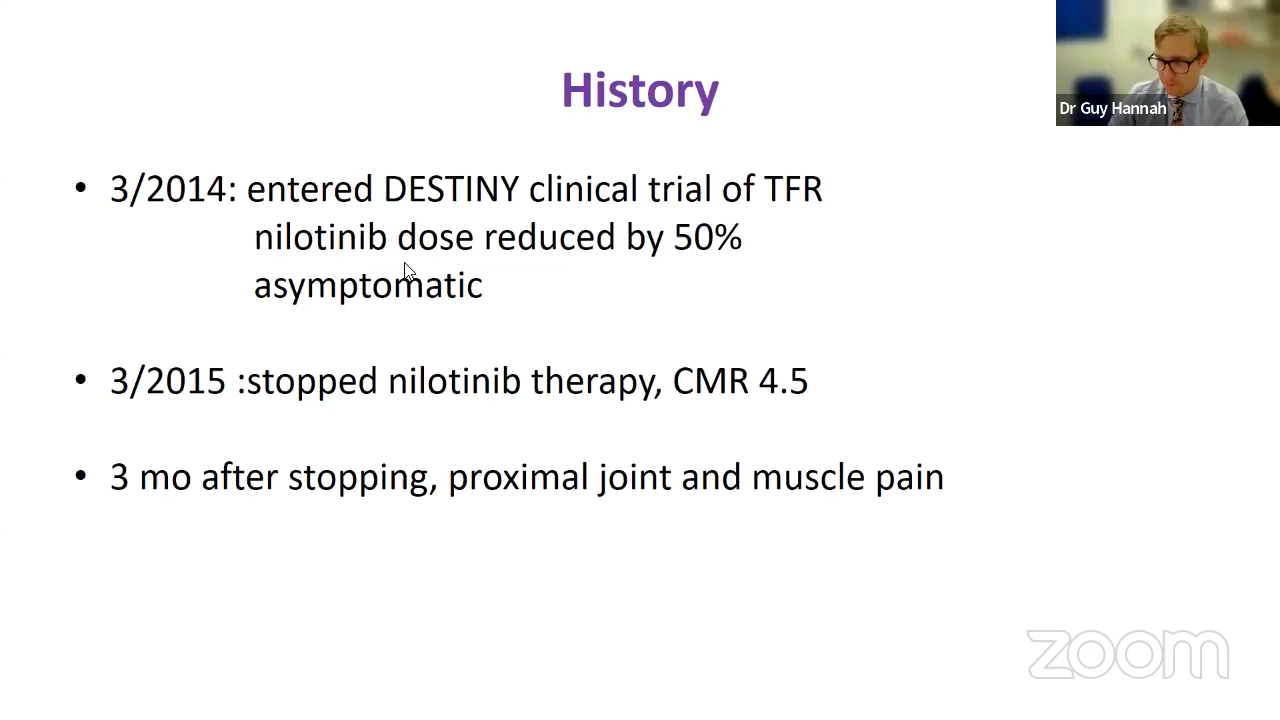 History
Dr Guy Hannah
• 3/2014: entered DESTINY clinical trial of TFR
nilotinib dose reduced by 50%
asymptomatic
• 3/2015 :stopped nilotinib therapy, CMR 4.5
• 3 mo after stopping, proximal joint and muscle pain
zoom